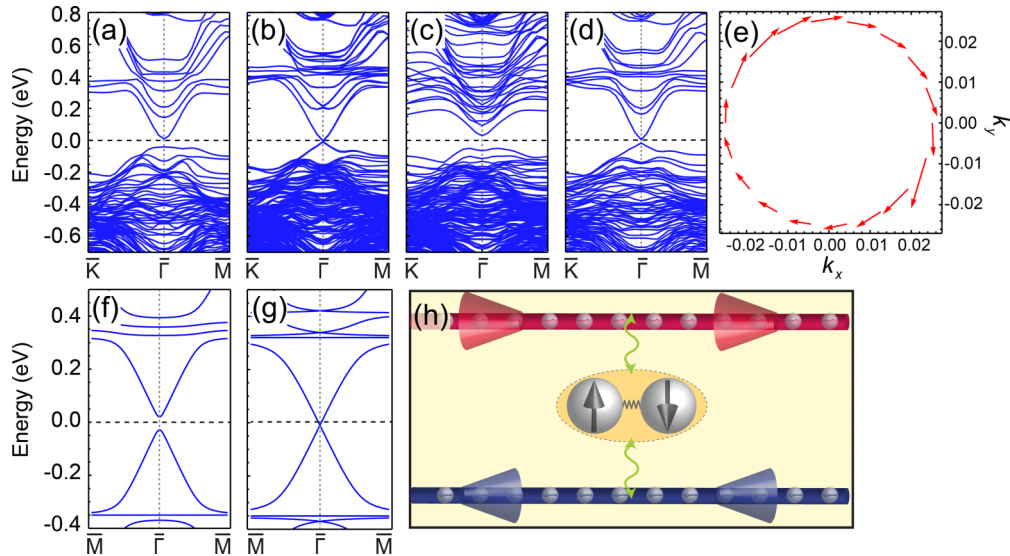 (a) (b) (c) (d) (e)
Energy (eV)
0.8
0.6
0.4
0.2
0.0
-0.2
-0.4
-0.6
K̅ Γ̅ M̅ K̅ Γ̅ M̅ K̅ Γ̅ M̅ K̅ Γ̅ M̅
0.02
0.01
0.00
-0.01
-0.02
k_y
-0.02 -0.01 0.00 0.01 0.02
k_x
(f) (g) (h)
Energy (eV)
0.4
0.2
0.0
-0.2
-0.4
M̅ Γ̅ M̅ M̅ Γ̅ M̅